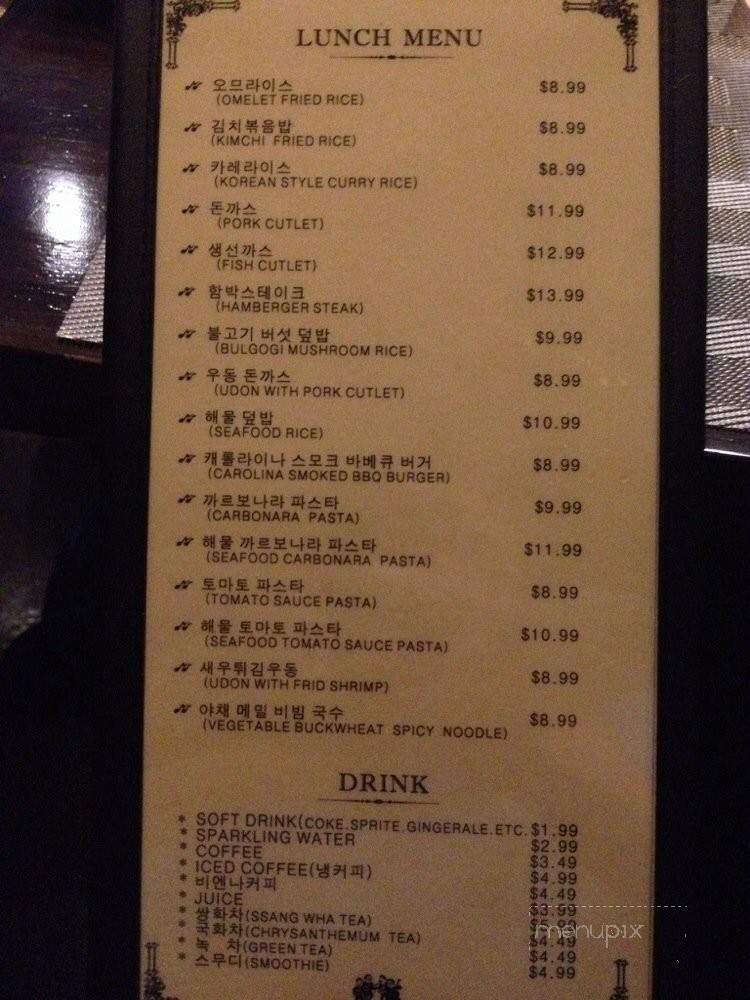 LUNCH MENU
오므라이스 $8.99
(OMELET FRIED RICE)
김치볶음밥 $8.99
(KIMCHI FRIED RICE)
카레라이스 $8.99
(KOREAN STYLE CURRY RICE)
돈까스 $11.99
(PORK CUTLET)
생선까스 $12.99
(FISH CUTLET)
함박스테이크 $13.99
(HAMBERGER STEAK)
불고기 버섯 덮밥 $9.99
(BULGOGI MUSHROOM RICE)
우동 돈까스 $8.99
(UDON WITH PORK CUTLET)
해물 덮밥 $10.99
(SEAFOOD RICE)
캐롤라이나 스모크 바베큐 버거 $8.99
(CAROLINA SMOKED BBQ BURGER)
까르보나라 파스타 $9.99
(CARBONARA PASTA)
해물 까르보나라 파스타 $11.99
(SEAFOOD CARBONARA PASTA)
토마토 파스타 $8.99
(TOMATO SAUCE PASTA)
해물 토마토 파스타 $10.99
(SEAFOOD TOMATO SAUCE PASTA)
새우튀김우동 $8.99
(UDON WITH FRID SHRIMP)
야채 메밀 비빔 국수 $8.99
(VEGETABLE BUCKWHEAT SPICY NOODLE)
DRINK
* SOFT DRINK(COKE.SPRITE.GINGERALE.ETC. $1.99
* SPARKLING WATER $2.99
* COFFEE $3.49
* ICED COFFEE(냉커피) $4.99
* 비엔나커피 $4.49
* JUICE $3.99
* 쌍화차(SSANG WHA TEA)
* 국화차(CHRYSANTHEMUM TEA) $4.49
* 녹 차(GREEN TEA) $4.49
* 스무디(SMOOTHIE) $4.99
menupix